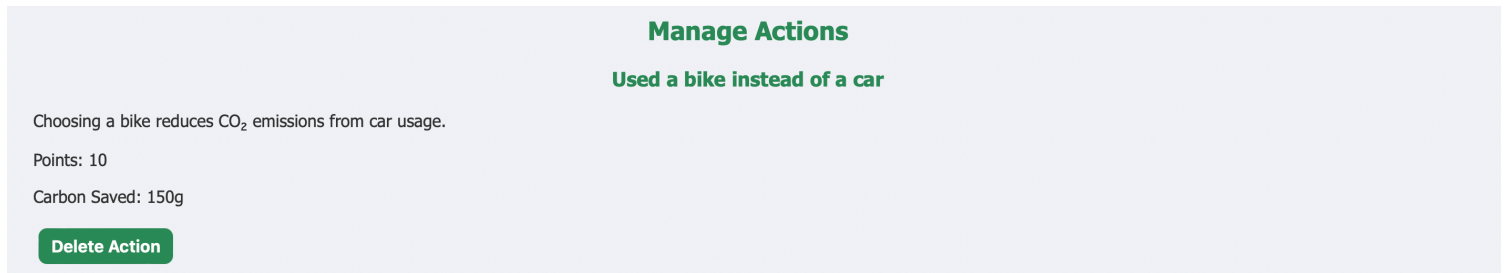 Manage Actions
Used a bike instead of a car
Choosing a bike reduces CO₂ emissions from car usage.
Points: 10
Carbon Saved: 150g
Delete Action